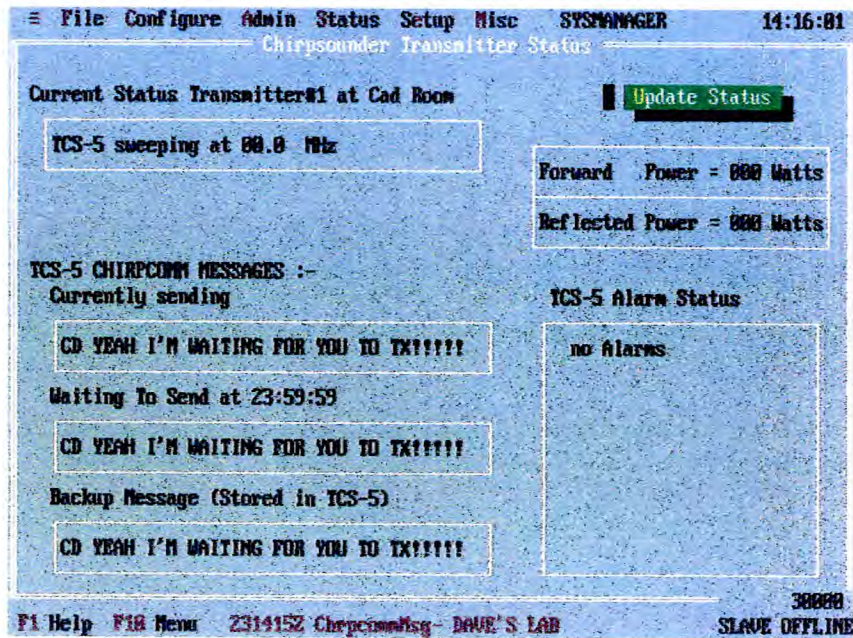 ≡ File Configure Admin Status Setup Misc SYSMANAGER 14:16:01
Chirpsounder Transmitter Status
Current Status Transmitter#1 at Cad Room
Update Status
TCS-5 sweeping at 00.0 MHz
Forward Power = 000 Watts
Reflected Power = 000 Watts
TCS-5 CHIRPCOMM MESSAGES :-
Currently sending
CD YEAH I'M WAITING FOR YOU TO TX!!!!!
Waiting To Send at 23:59:59
CD YEAH I'M WAITING FOR YOU TO TX!!!!!
Backup Message (Stored in TCS-5)
CD YEAH I'M WAITING FOR YOU TO TX!!!!!
TCS-5 Alarm Status
no Alarms
30000
F1 Help F10 Menu 231415Z ChrpcommMsg- DAVE'S LAB SLAVE OFFLINE